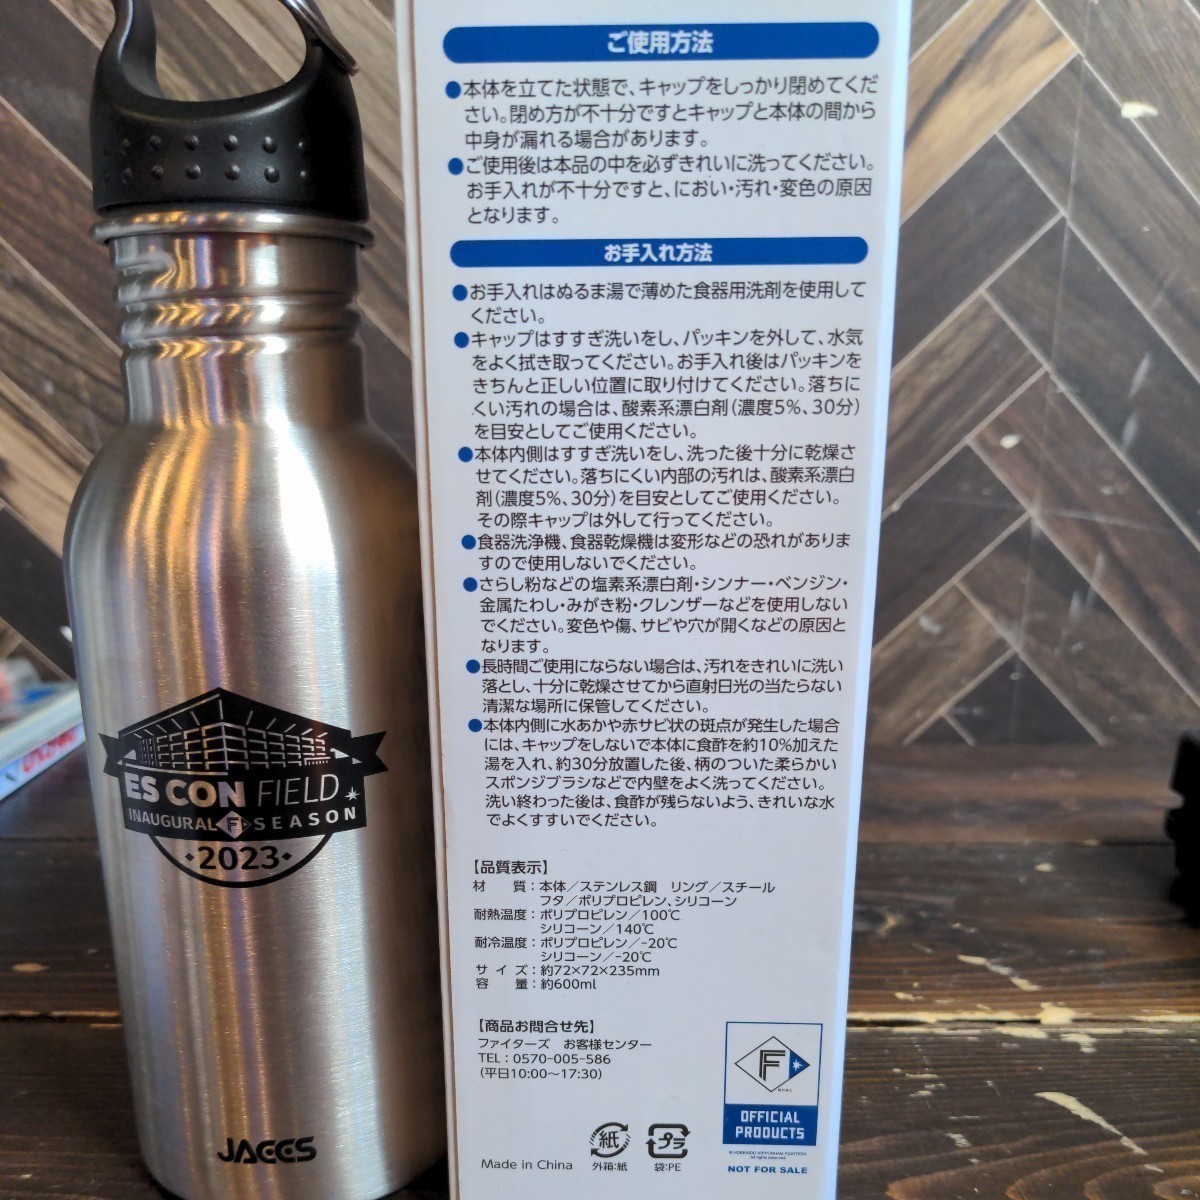 ご使用方法
●本体を立てた状態で、キャップをしっかり閉めてくだ
さい。閉め方が不十分ですとキャップと本体の間から
中身が漏れる場合があります。
●ご使用後は本品の中を必ずきれいに洗ってください。
お手入れが不十分ですと、におい・汚れ・変色の原因
となります。
お手入れ方法
●お手入れはぬるま湯で薄めた食器用洗剤を使用して
ください。
●キャップはすすぎ洗いをし、パッキンを外して、水気
をよく拭き取ってください。お手入れ後はパッキンを
きちんと正しい位置に取り付けてください。落ちに
くい汚れの場合は、酸素系漂白剤（濃度5%、30分）
を目安としてご使用ください。
●本体内側はすすぎ洗いをし、洗った後十分に乾燥さ
せてください。落ちにくい内部の汚れは、酸素系漂白
剤（濃度5%、30分）を目安としてご使用ください。
その際キャップは外して行ってください。
●食器洗浄機、食器乾燥機は変形などの恐れがありま
すので使用しないでください。
●さらし粉などの塩素系漂白剤・シンナー・ベンジン・
金属たわし・みがき粉・クレンザーなどを使用しない
でください。変色や傷、サビや穴が開くなどの原因と
なります。
●長時間ご使用にならない場合は、汚れをきれいに洗い
落とし、十分に乾燥させてから直射日光の当たらない
清潔な場所に保管してください。
●本体内側に水あかや赤サビ状の斑点が発生した場合
には、キャップをしないで本体に食酢を約10%加えた
湯を入れ、約30分放置した後、柄のついた柔らかい
スポンジブラシなどで内壁をよく洗ってください。
洗い終わった後は、食酢が残らないよう、きれいな水
でよくすすいでください。
【品質表示】
材 質：本体／ステンレス鋼 リング／スチール
フタ／ポリプロピレン、シリコーン
耐熱温度：ポリプロピレン／100℃
シリコーン／140℃
耐冷温度：ポリプロピレン／-20℃
シリコーン／-20℃
サ イ ズ：約72×72×235mm
容 量：約600ml
【商品お問合せ先】
ファイターズ お客様センター
TEL：0570-005-586
（平日10:00～17:30）
Made in China
紙
外箱:紙
プラ
袋:PE
F
OFFICIAL
PRODUCTS
© HOKKAIDO NIPPON-HAM FIGHTERS
All rights reserved.
NOT FOR SALE
ES CON FIELD
INAUGURAL F SEASON
2023
JACCS